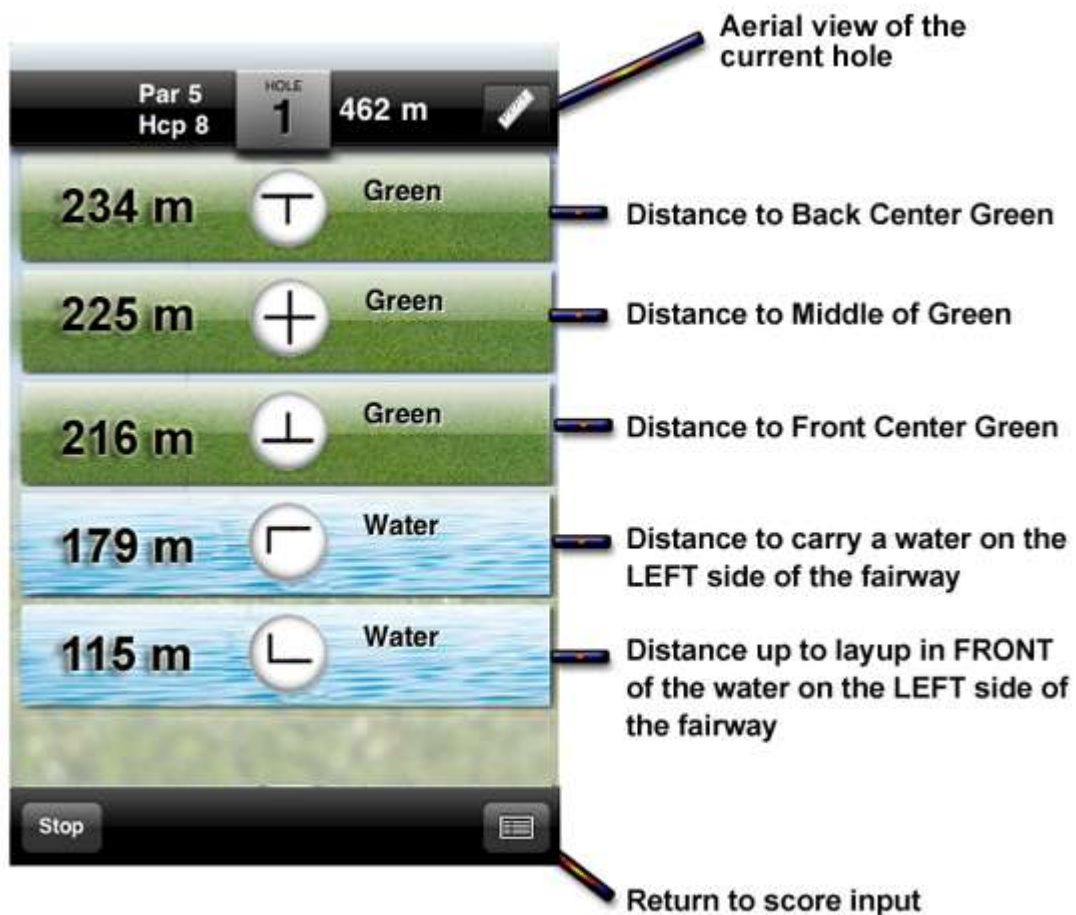 Aerial view of the
current hole
Par 5
Hcp 8
HOLE
1
462 m
234 m
Green
Distance to Back Center Green
225 m
Green
Distance to Middle of Green
216 m
Green
Distance to Front Center Green
179 m
Water
Distance to carry a water on the
LEFT side of the fairway
115 m
Water
Distance up to layup in FRONT
of the water on the LEFT side of
the fairway
Stop
Return to score input